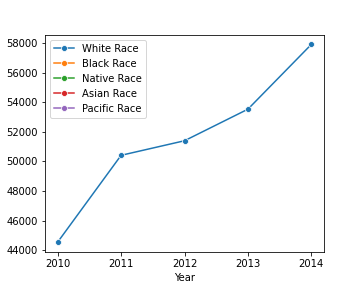 58000
56000
54000
52000
50000
48000
46000
44000
White Race
Black Race
Native Race
Asian Race
Pacific Race
2010 2011 2012 2013 2014
Year